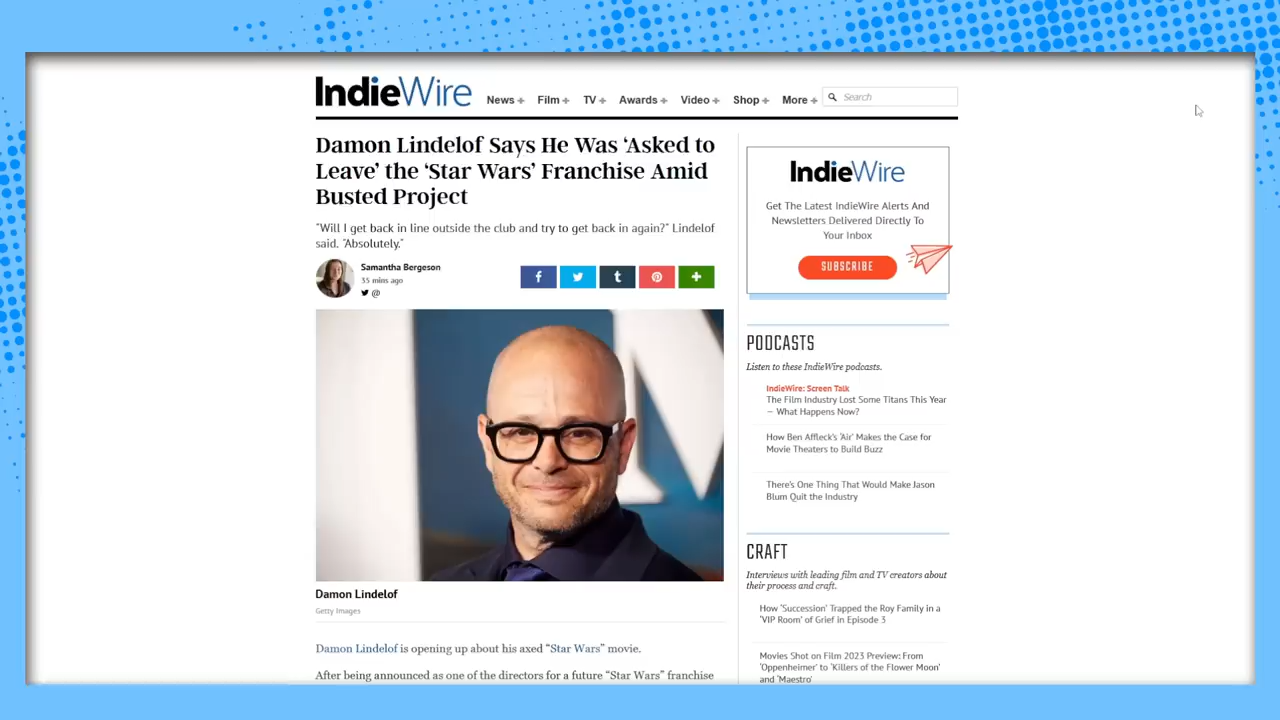 IndieWire
News + Film + TV + Awards + Video + Shop + More + Search
Damon Lindelof Says He Was ‘Asked to
Leave’ the ‘Star Wars’ Franchise Amid
Busted Project
"Will I get back in line outside the club and try to get back in again?" Lindelof
said. "Absolutely."
Samantha Bergeson
35 mins ago
@
Damon Lindelof
Getty Images
Damon Lindelof is opening up about his axed “Star Wars” movie.
After being announced as one of the directors for a future “Star Wars” franchise
IndieWire
Get The Latest IndieWire Alerts And
Newsletters Delivered Directly To
Your Inbox
SUBSCRIBE
PODCASTS
Listen to these IndieWire podcasts.
IndieWire: Screen Talk
The Film Industry Lost Some Titans This Year
— What Happens Now?
How Ben Affleck's 'Air' Makes the Case for
Movie Theaters to Build Buzz
There's One Thing That Would Make Jason
Blum Quit the Industry
CRAFT
Interviews with leading film and TV creators about
their process and craft.
How 'Succession' Trapped the Roy Family in a
'VIP Room' of Grief in Episode 3
Movies Shot on Film 2023 Preview: From
'Oppenheimer' to 'Killers of the Flower Moon'
and 'Maestro'